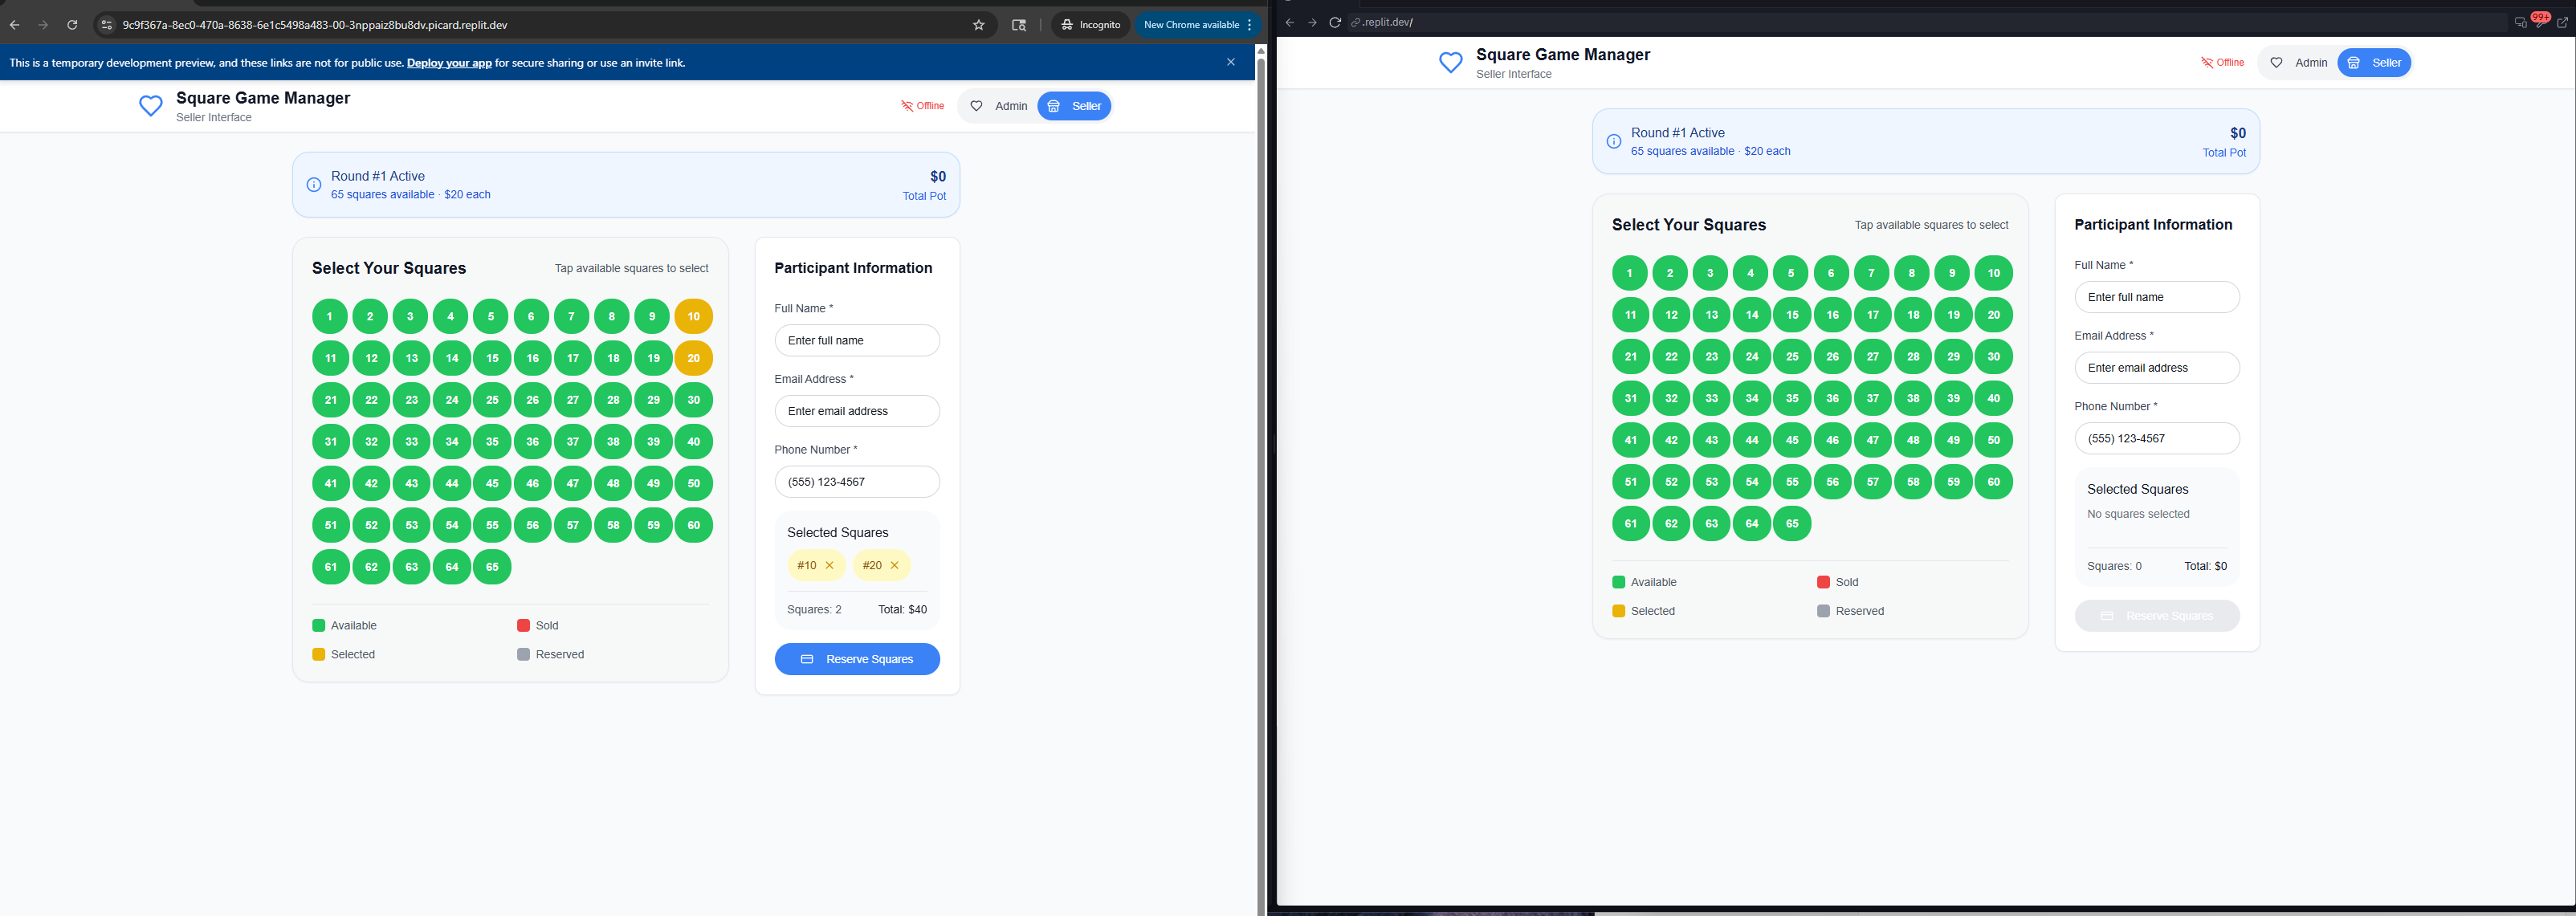 9c9f367a-8ec0-470a-8638-6e1c5498a483-00-3nppaiz8bu8dv.picard.replit.dev
Incognito
New Chrome available
This is a temporary development preview, and these links are not for public use. Deploy your app for secure sharing or use an invite link.
Square Game Manager
Seller Interface
Offline
Admin
Seller
Round #1 Active
65 squares available · $20 each
$0
Total Pot
Select Your Squares
Tap available squares to select
1 2 3 4 5 6 7 8 9 10
11 12 13 14 15 16 17 18 19 20
21 22 23 24 25 26 27 28 29 30
31 32 33 34 35 36 37 38 39 40
41 42 43 44 45 46 47 48 49 50
51 52 53 54 55 56 57 58 59 60
61 62 63 64 65
Available
Sold
Selected
Reserved
Participant Information
Full Name *
Enter full name
Email Address *
Enter email address
Phone Number *
(555) 123-4567
Selected Squares
#10 ×
#20 ×
Squares: 2
Total: $40
Reserve Squares
.replit.dev/
99+
Square Game Manager
Seller Interface
Offline
Admin
Seller
Round #1 Active
65 squares available · $20 each
$0
Total Pot
Select Your Squares
Tap available squares to select
1 2 3 4 5 6 7 8 9 10
11 12 13 14 15 16 17 18 19 20
21 22 23 24 25 26 27 28 29 30
31 32 33 34 35 36 37 38 39 40
41 42 43 44 45 46 47 48 49 50
51 52 53 54 55 56 57 58 59 60
61 62 63 64 65
Available
Sold
Selected
Reserved
Participant Information
Full Name *
Enter full name
Email Address *
Enter email address
Phone Number *
(555) 123-4567
Selected Squares
No squares selected
Squares: 0
Total: $0
Reserve Squares